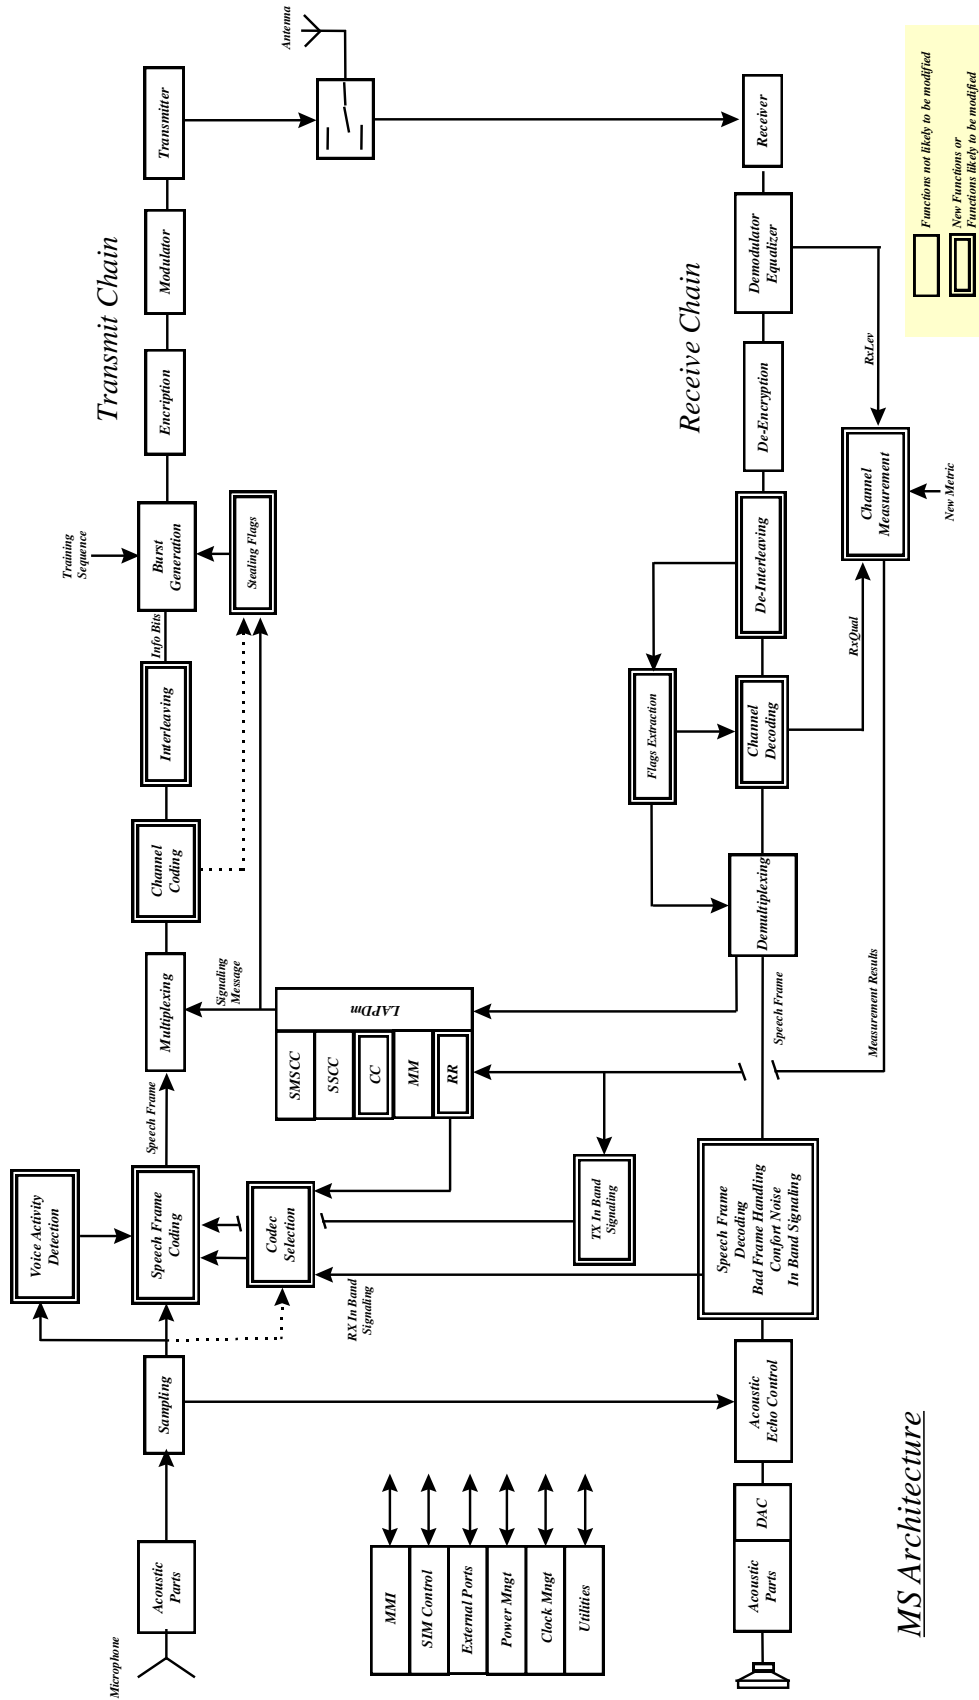 Microphone
Acoustic
Parts
Sampling
Voice Activity
Detection
Speech Frame
Coding
Speech Frame
Multiplexing
Channel
Coding
Interleaving
Info Bits
Training
Sequence
Burst
Generation
Encription
Modulator
Transmitter
Transmit Chain
Antenna
Stealing Flags
Signaling
Message
Codec
Selection
RX In Band
Signaling
SMSCC
SSCC
CC
MM
RR
LAPDm
TX In Band
Signaling
MMI
SIM Control
External Ports
Power Mngt
Clock Mngt
Utilities
Receive Chain
Flags Extraction
Acoustic
Parts
DAC
Acoustic
Echo Control
Speech Frame
Decoding
Bad Frame Handling
Confort Noise
In Band Signaling
Speech Frame
Demultiplexing
Channel
Decoding
De-Interleaving
De-Encryption
Demodulator
Equalizer
Receiver
Measurement Results
RxQual
RxLev
Channel
Measurement
New Metric
MS Architecture
Functions not likely to be modified
New Functions or
Functions likely to be modified